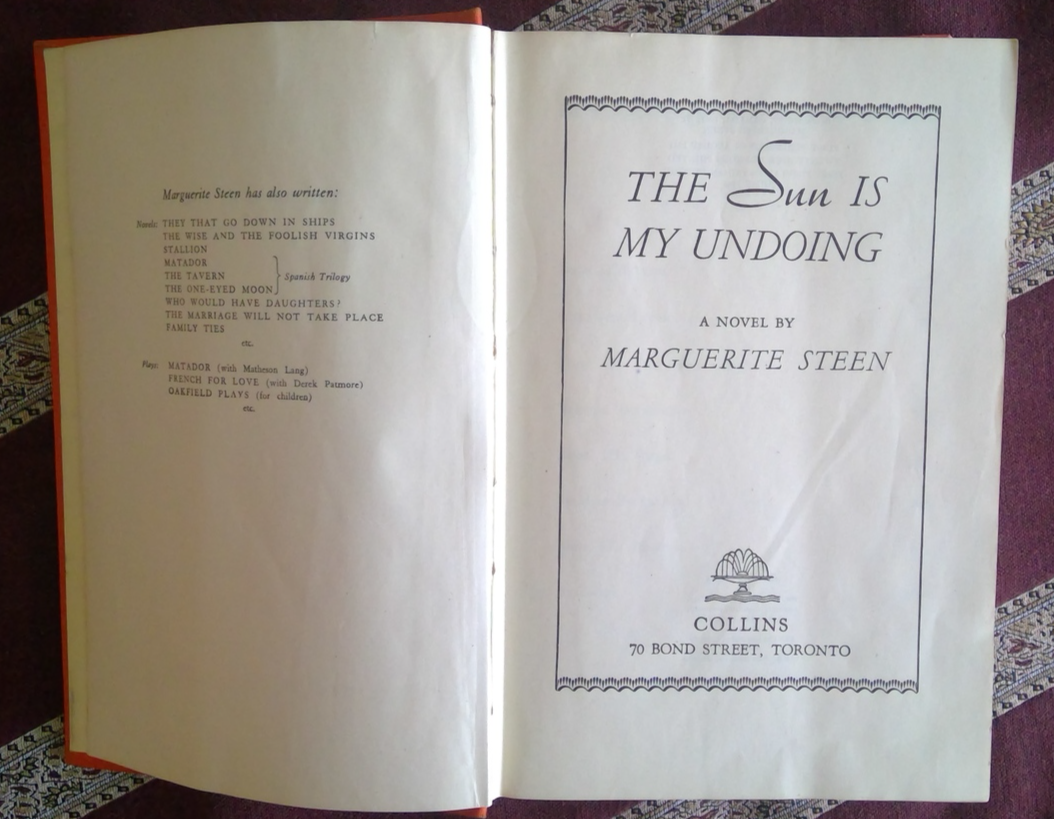 Marguerite Steen has also written:
Novels: THEY THAT GO DOWN IN SHIPS
THE WISE AND THE FOOLISH VIRGINS
STALLION
MATADOR
THE TAVERN
THE ONE-EYED MOON
Spanish Trilogy
WHO WOULD HAVE DAUGHTERS?
THE MARRIAGE WILL NOT TAKE PLACE
FAMILY TIES
etc.
Plays: MATADOR (with Matheson Lang)
FRENCH FOR LOVE (with Derek Patmore)
OAKFIELD PLAYS (for children)
etc.
THE Sun IS
MY UNDOING
A NOVEL BY
MARGUERITE STEEN
COLLINS
70 BOND STREET, TORONTO